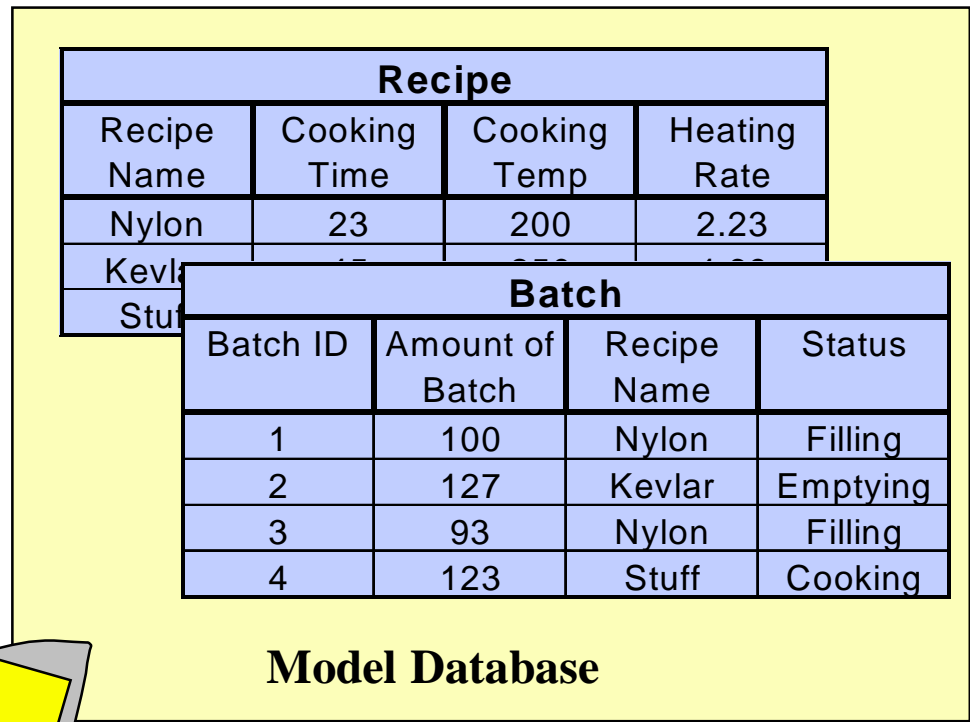 Recipe
Recipe Name Cooking Time Cooking Temp Heating Rate
Nylon 23 200 2.23
Batch
Batch ID Amount of Batch Recipe Name Status
1 100 Nylon Filling
2 127 Kevlar Emptying
3 93 Nylon Filling
4 123 Stuff Cooking
Model Database